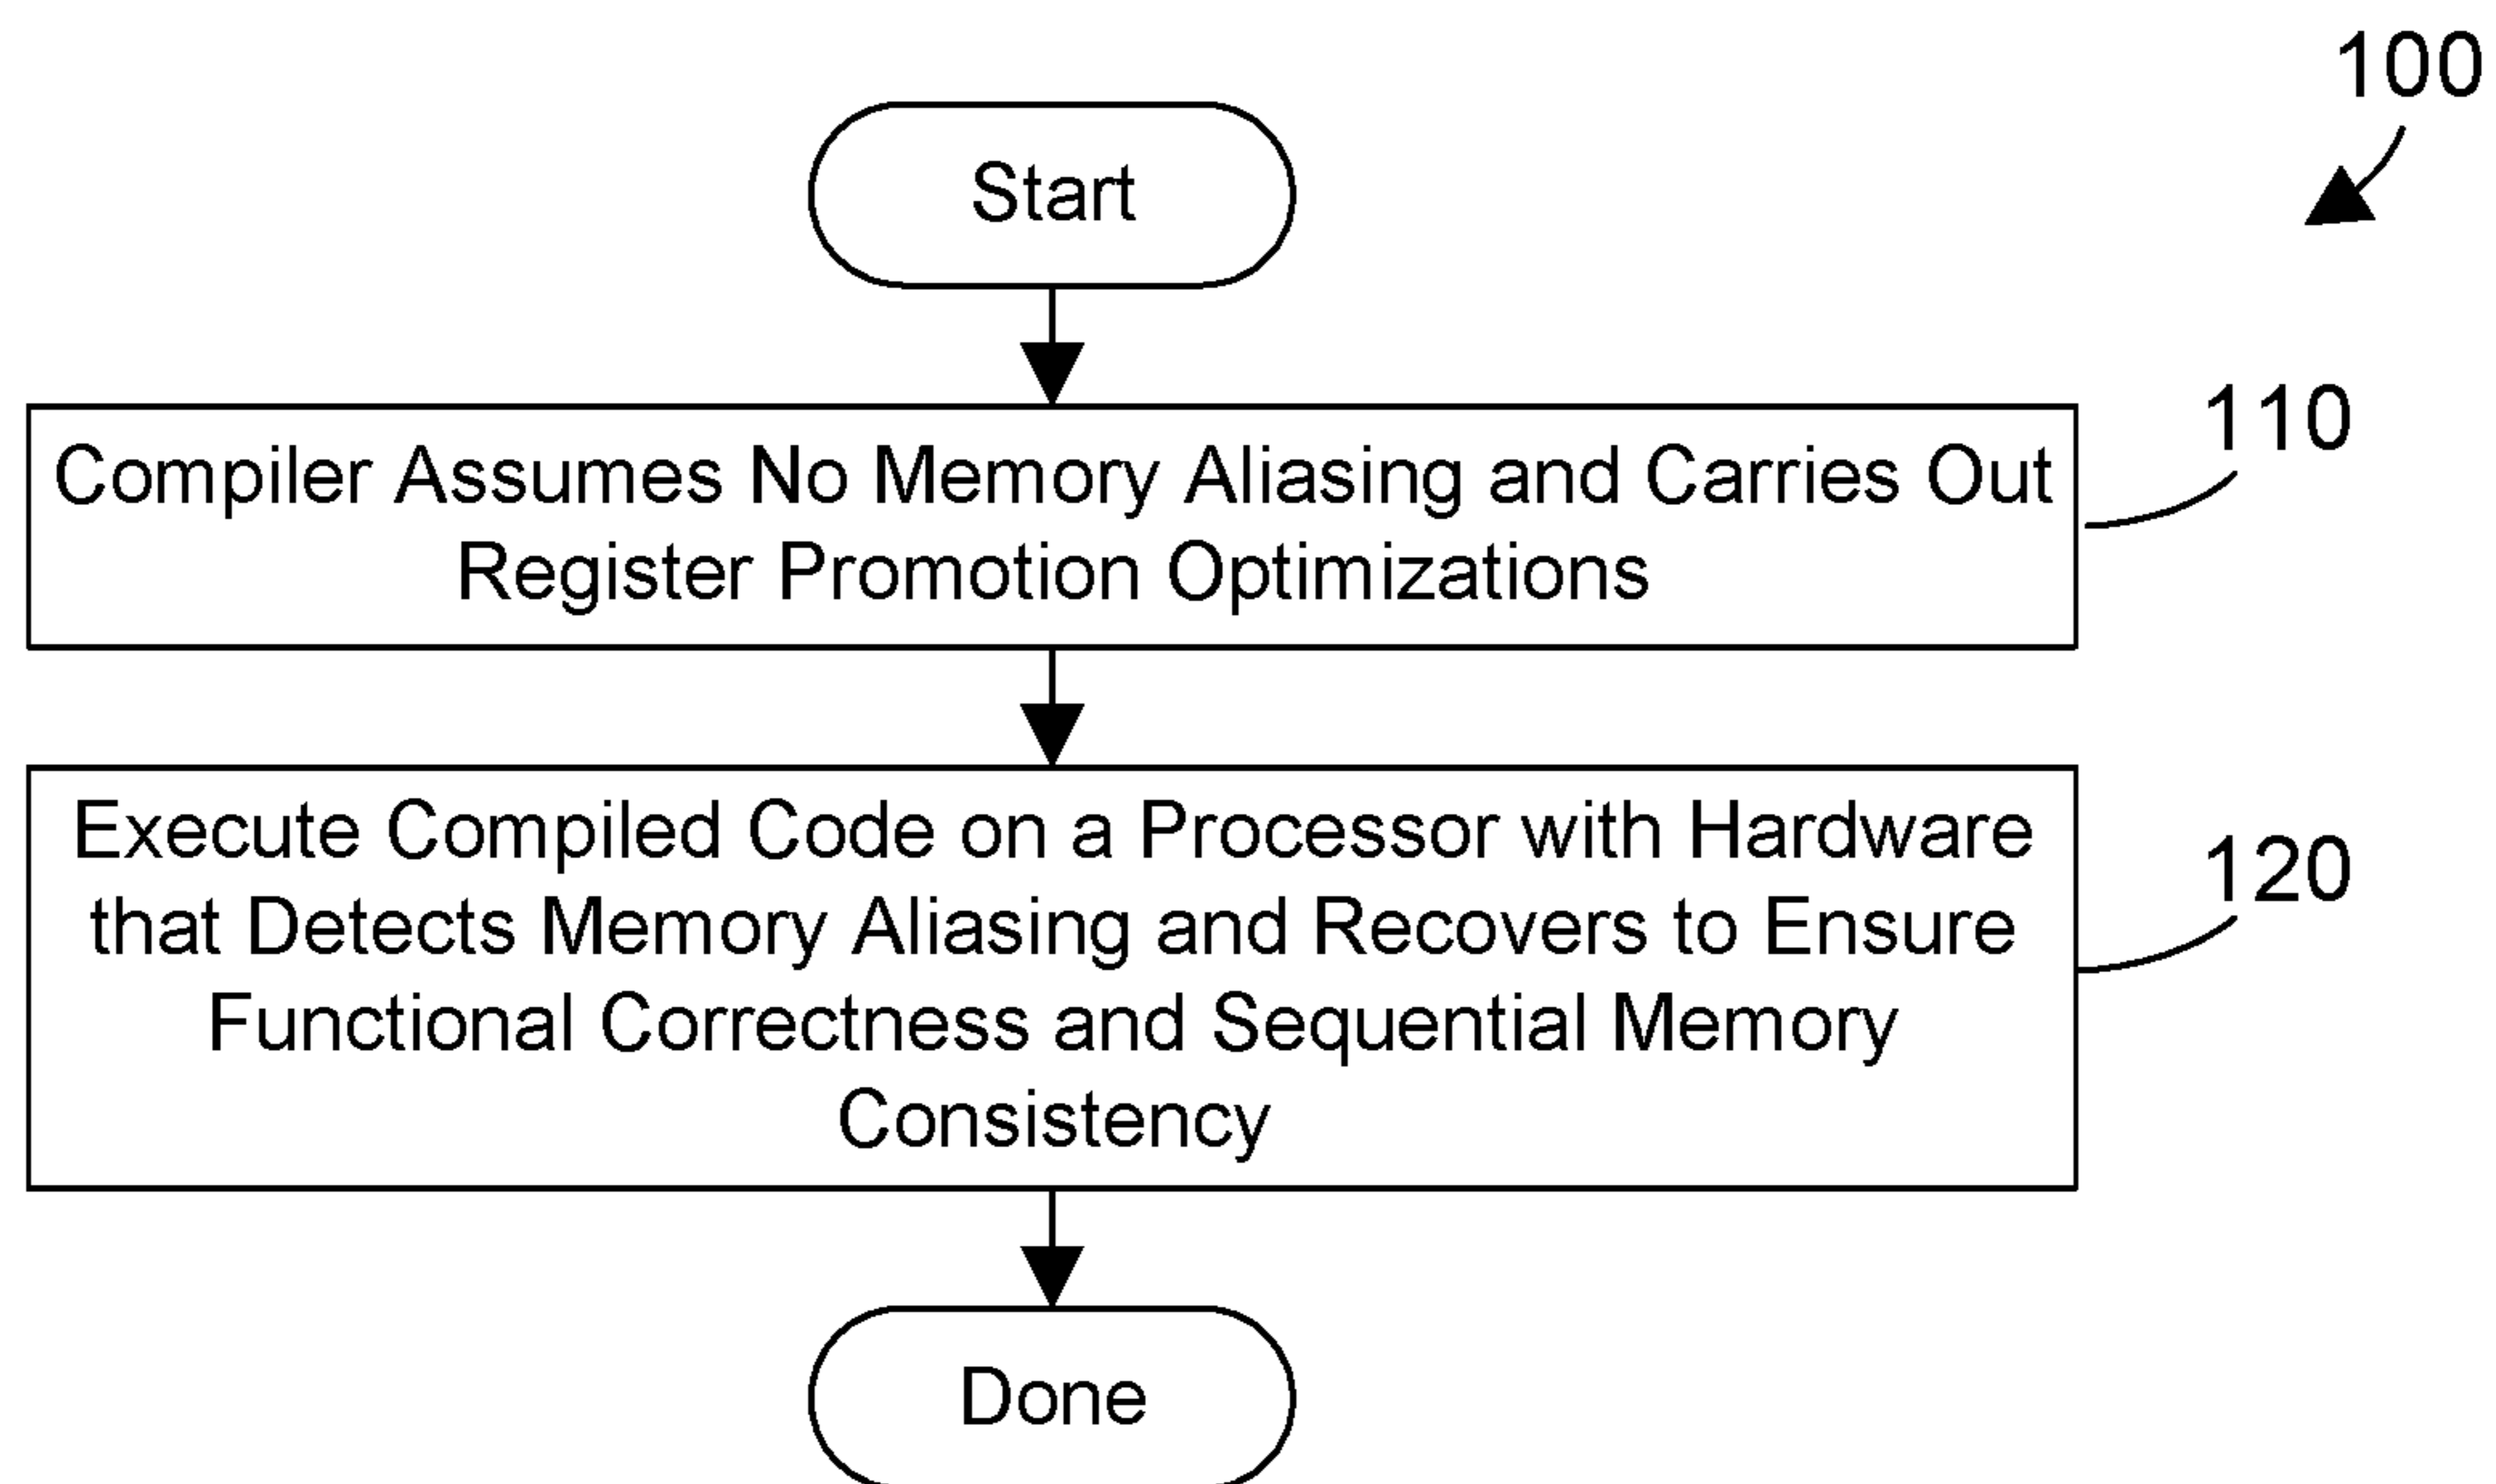 100
Start
110
Compiler Assumes No Memory Aliasing and Carries Out
Register Promotion Optimizations
Execute Compiled Code on a Processor with Hardware
120
that Detects Memory Aliasing and Recovers to Ensure
Functional Correctness and Sequential Memory
Consistency
Done